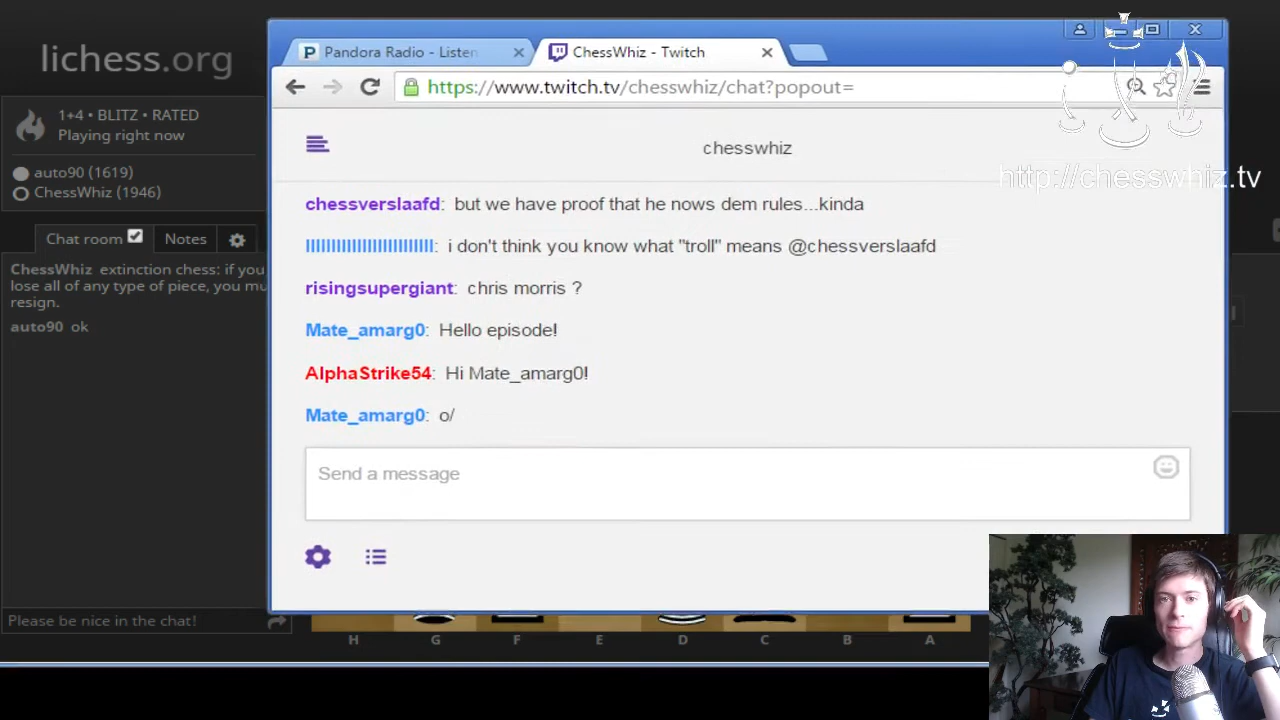 lichess.org
1+4 • BLITZ • RATED
Playing right now
auto90 (1619)
ChessWhiz (1946)
Chat room
Notes
ChessWhiz extinction chess: if you
lose all of any type of piece, you mu
resign.
auto90 ok
Please be nice in the chat!
Pandora Radio - Listen
ChessWhiz - Twitch
https://www.twitch.tv/chesswhiz/chat?popout=
chesswhiz
http://chesswhiz.tv
chessverslaafd: but we have proof that he nows dem rules...kinda
llllllllllllllllllllllll: i don't think you know what "troll" means @chessverslaafd
risingsupergiant: chris morris ?
Mate_amarg0: Hello episode!
AlphaStrike54: Hi Mate_amarg0!
Mate_amarg0: o/
Send a message
H G F E D C B A